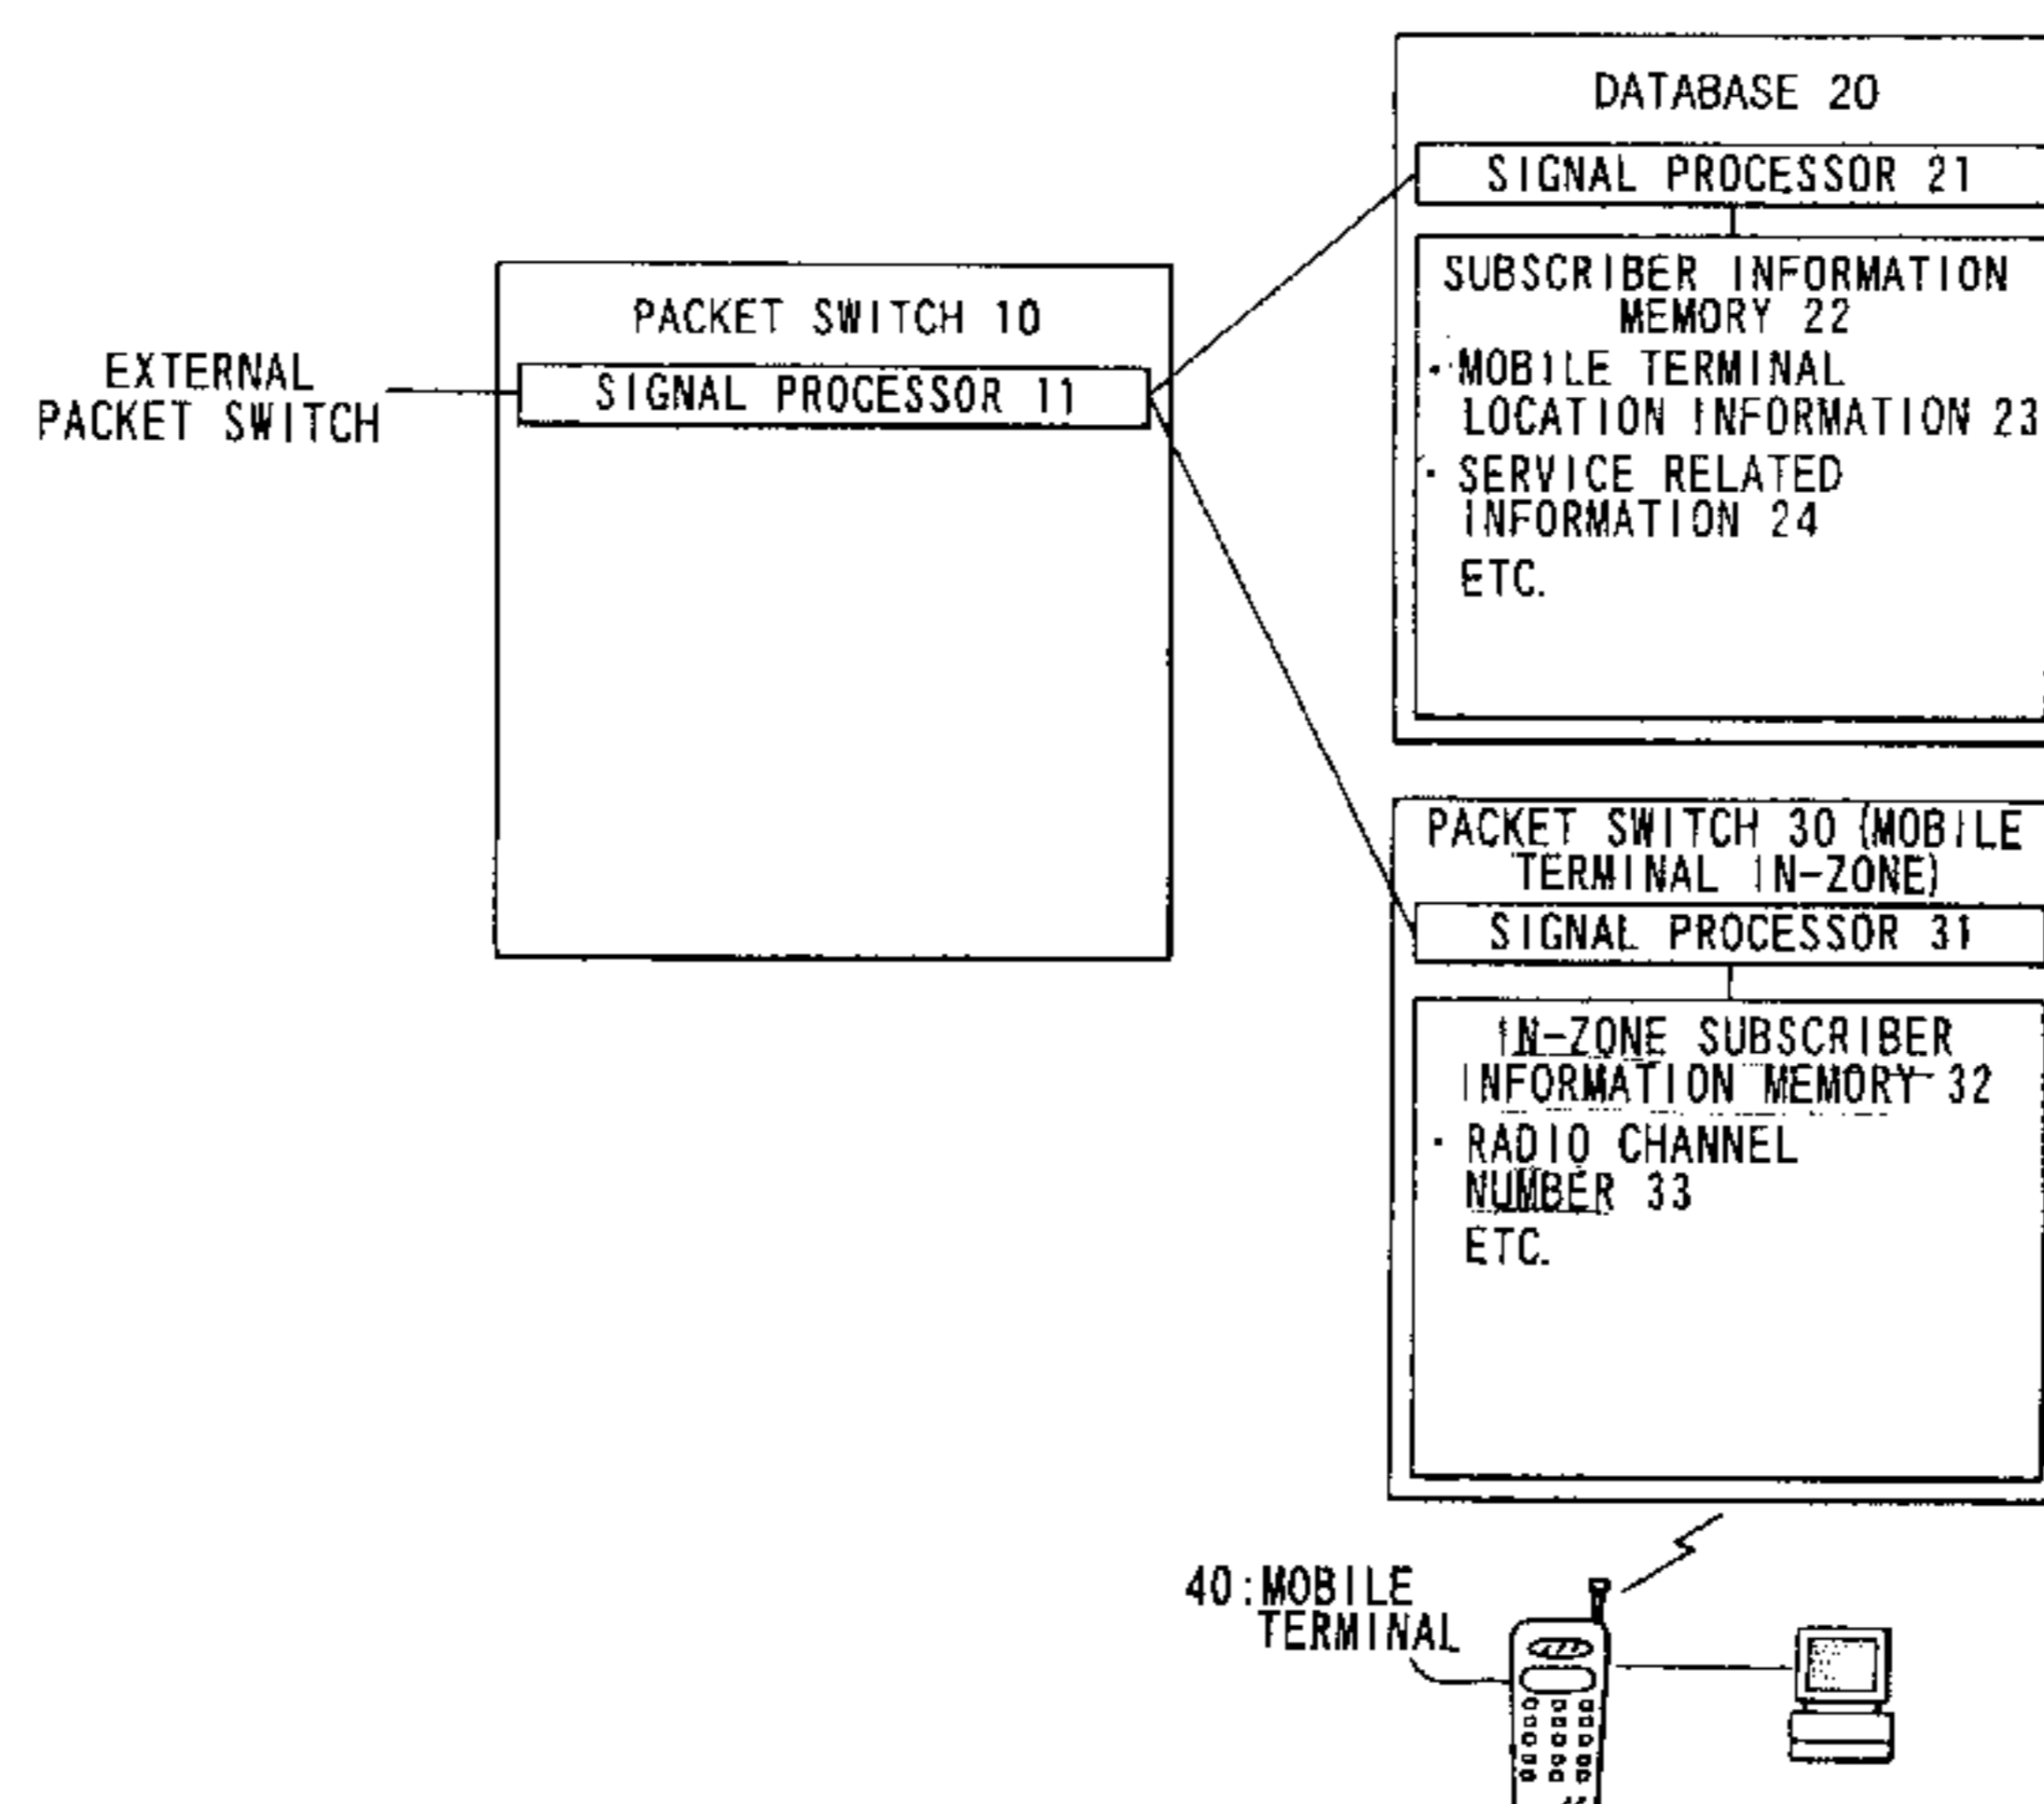 DATABASE 20
SIGNAL PROCESSOR 21
SUBSCRIBER INFORMATION
MEMORY 22
· MOBILE TERMINAL
LOCATION INFORMATION 23
· SERVICE RELATED
INFORMATION 24
ETC.
PACKET SWITCH 10
SIGNAL PROCESSOR 11
EXTERNAL
PACKET SWITCH
PACKET SWITCH 30 (MOBILE
TERMINAL IN-ZONE)
SIGNAL PROCESSOR 31
IN-ZONE SUBSCRIBER
INFORMATION MEMORY 32
· RADIO CHANNEL
NUMBER 33
ETC.
40:MOBILE
TERMINAL